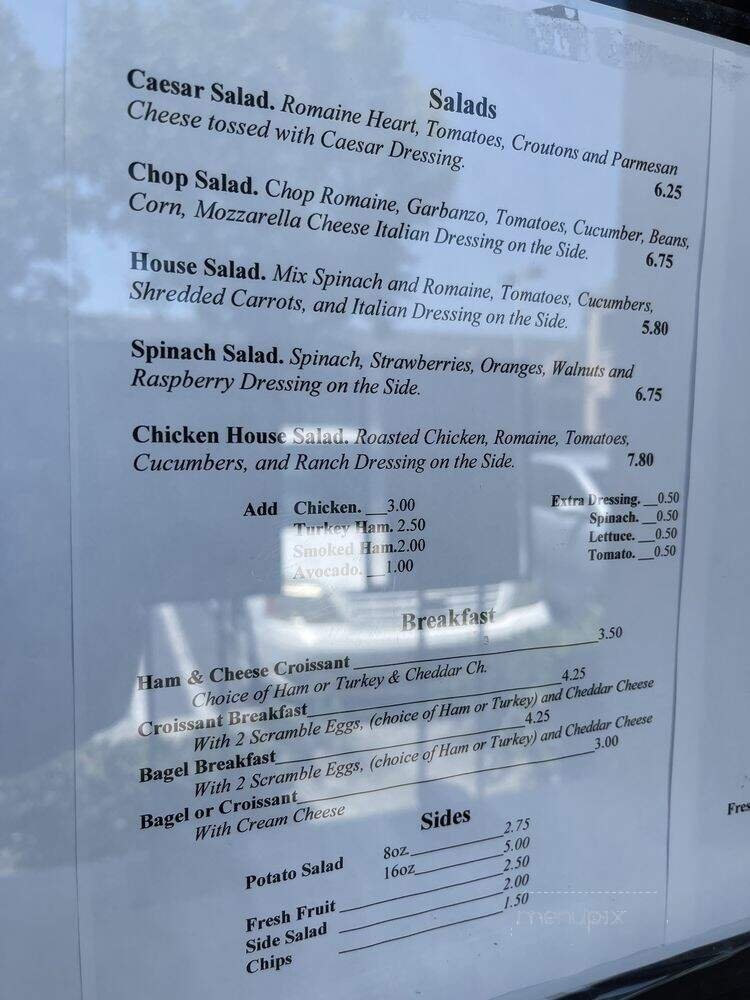 Salads
Caesar Salad. Romaine Heart, Tomatoes, Croutons and Parmesan
Cheese tossed with Caesar Dressing. 6.25
Chop Salad. Chop Romaine, Garbanzo, Tomatoes, Cucumber, Beans,
Corn, Mozzarella Cheese Italian Dressing on the Side. 6.75
House Salad. Mix Spinach and Romaine, Tomatoes, Cucumbers,
Shredded Carrots, and Italian Dressing on the Side. 5.80
Spinach Salad. Spinach, Strawberries, Oranges, Walnuts and
Raspberry Dressing on the Side. 6.75
Chicken House Salad. Roasted Chicken, Romaine, Tomatoes,
Cucumbers, and Ranch Dressing on the Side. 7.80
Add Chicken. __3.00
Turkey Ham. 2.50
Smoked Ham.2.00
Avocado. __1.00
Extra Dressing. __0.50
Spinach. __0.50
Lettuce. __0.50
Tomato. __0.50
Breakfast
Ham & Cheese Croissant 3.50
Choice of Ham or Turkey & Cheddar Ch.
Croissant Breakfast 4.25
With 2 Scramble Eggs, (choice of Ham or Turkey) and Cheddar Cheese
Bagel Breakfast 4.25
With 2 Scramble Eggs, (choice of Ham or Turkey) and Cheddar Cheese
Bagel or Croissant 3.00
With Cream Cheese
Sides
Potato Salad 8oz 2.75
16oz 5.00
Fresh Fruit 2.50
Side Salad 2.00
Chips 1.50
Fres
menupix